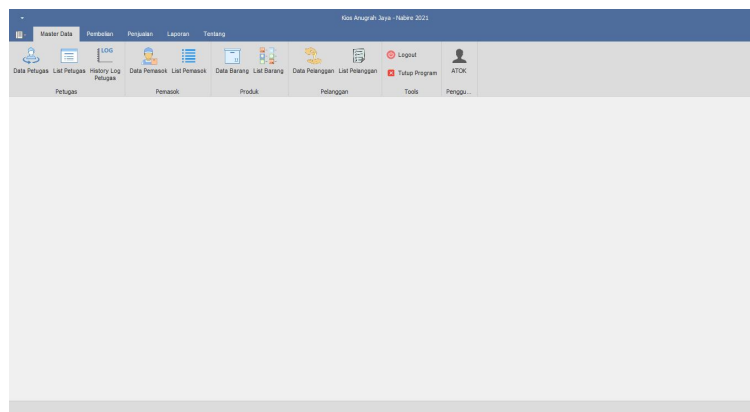 Kios Anugrah Jaya - Nabire 2021
Master Data Pembelian Penjualan Laporan Tentang
LOG
Logout
Data Petugas List Petugas History Log Petugas Data Pemasok List Pemasok Data Barang List Barang Data Pelanggan List Pelanggan Tutup Program ATOK
Petugas Pemasok Produk Pelanggan Tools Penggu...